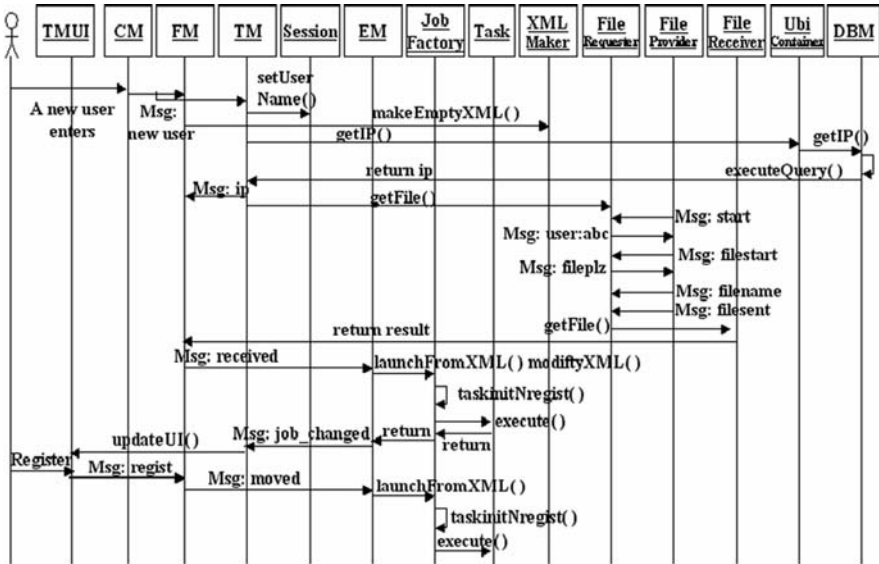 TMUI CM FM TM Session EM Job Factory Task XML Maker File Requester File Provider File Receiver Ubi Container DBM
setUser
Name()
A new user
enters
Msg:
new user
makeEmptyXML()
getIP()
getIP()
executeQuery()
return ip
Msg: ip
getFile()
Msg: start
Msg: user:abc
Msg: filestart
Msg: fileplz
Msg: filename
Msg: filesent
getFile()
return result
Msg: received
launchFromXML() modiftyXML()
taskinitNregist()
execute()
return
return
Msg: job_changed
updateUI()
Register
Msg: regist
Msg: moved
launchFromXML()
taskinitNregist()
execute()